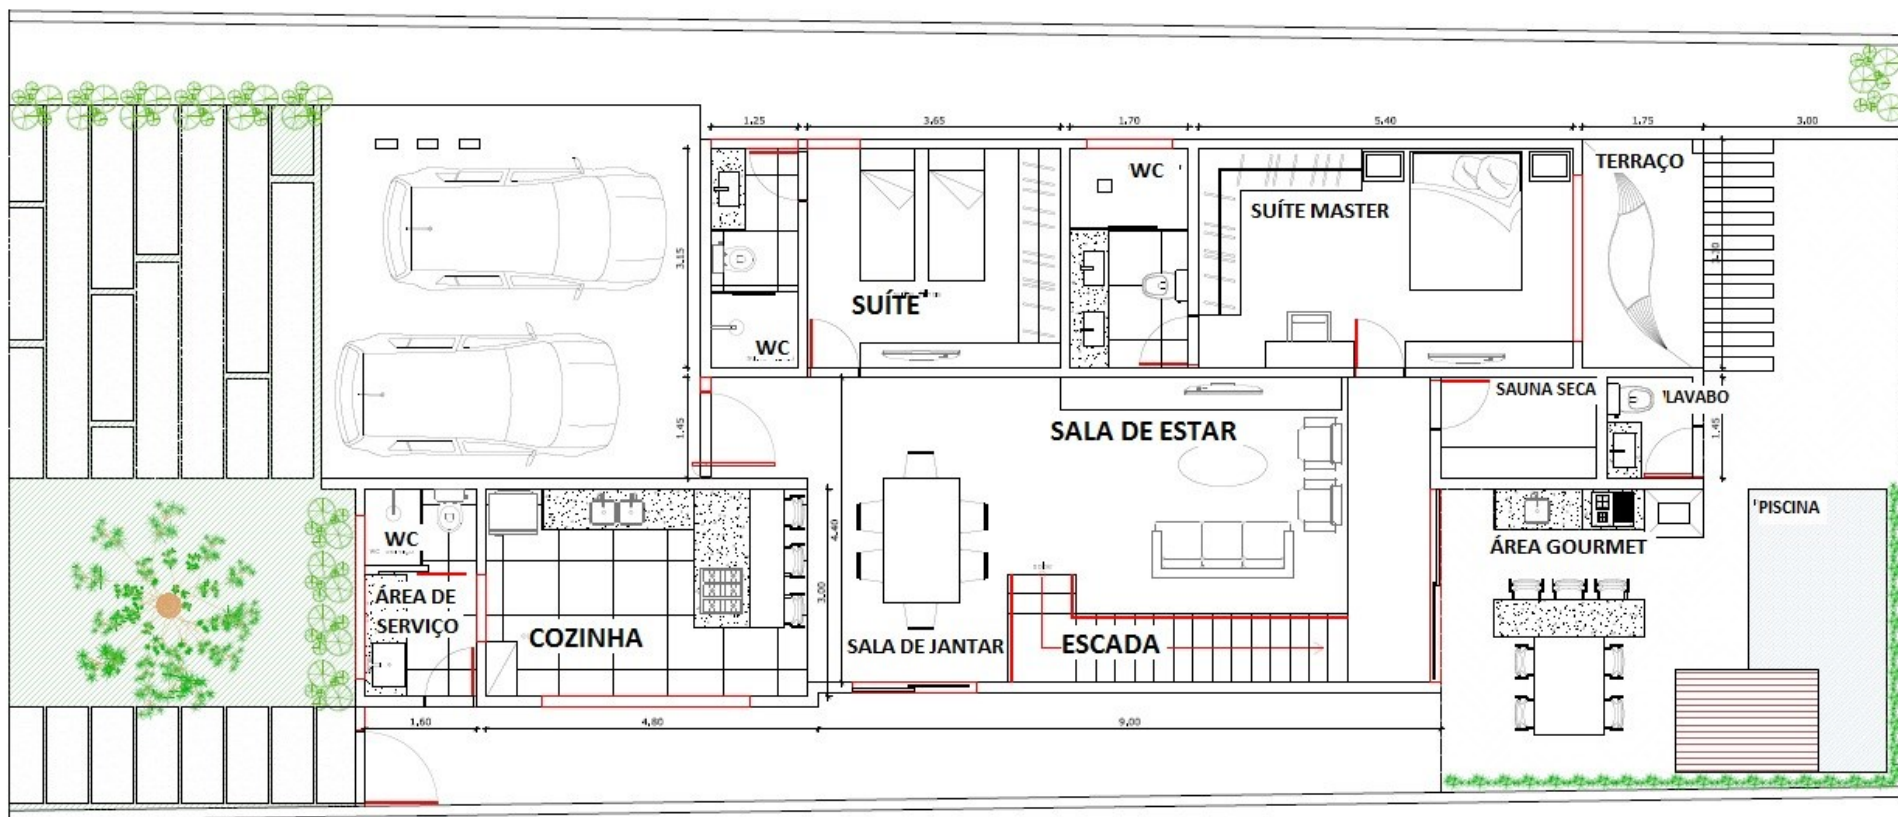 1.25
3.65
1.70
5.40
1.75
3.00
TERRAÇO
WC
SUÍTE MASTER
3.15
SUÍTE
WC
1.45
SAUNA SECA
LAVABO
1.45
SALA DE ESTAR
PISCINA
WC
4.40
ÁREA GOURMET
3.00
ÁREA DE
SERVIÇO
COZINHA
SALA DE JANTAR
ESCADA
1.60
4.80
9.00